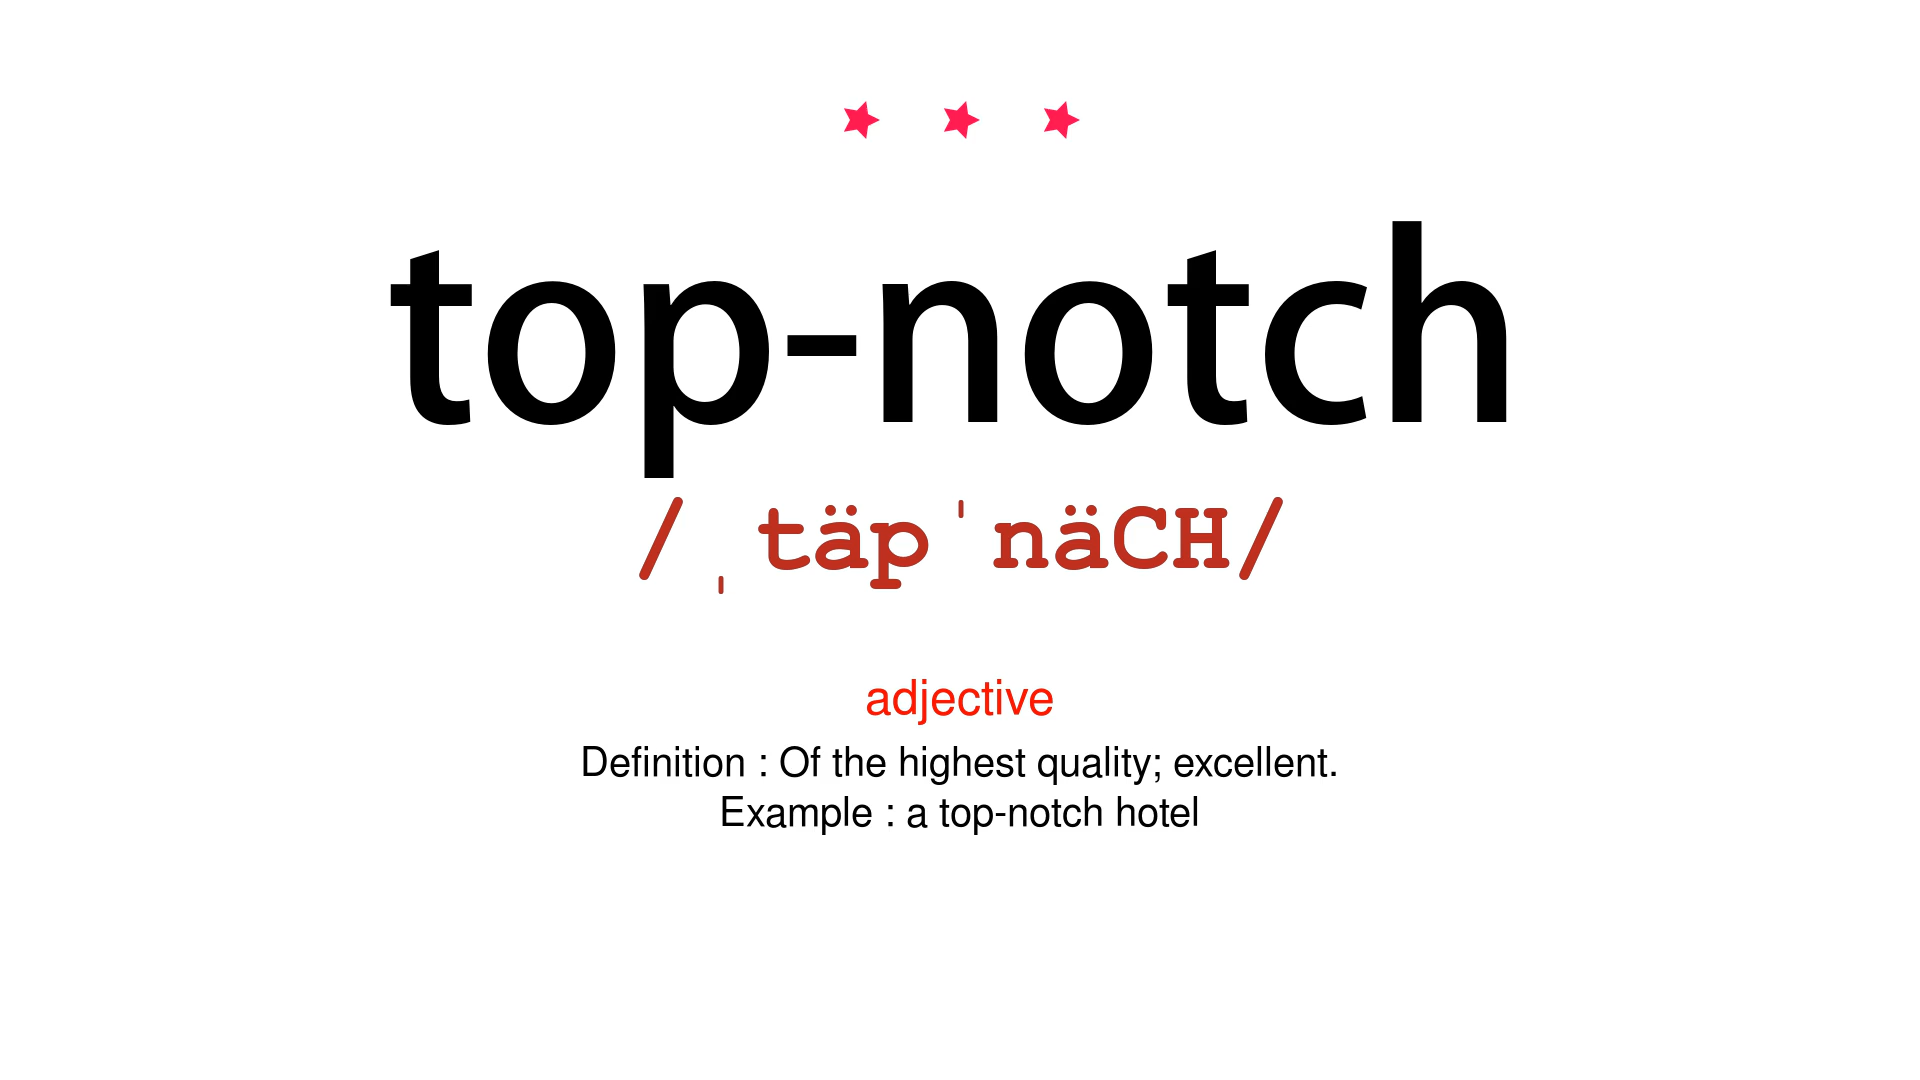 top-notch
/ˌtäpˈnäCH/
adjective
Definition : Of the highest quality; excellent.
Example : a top-notch hotel